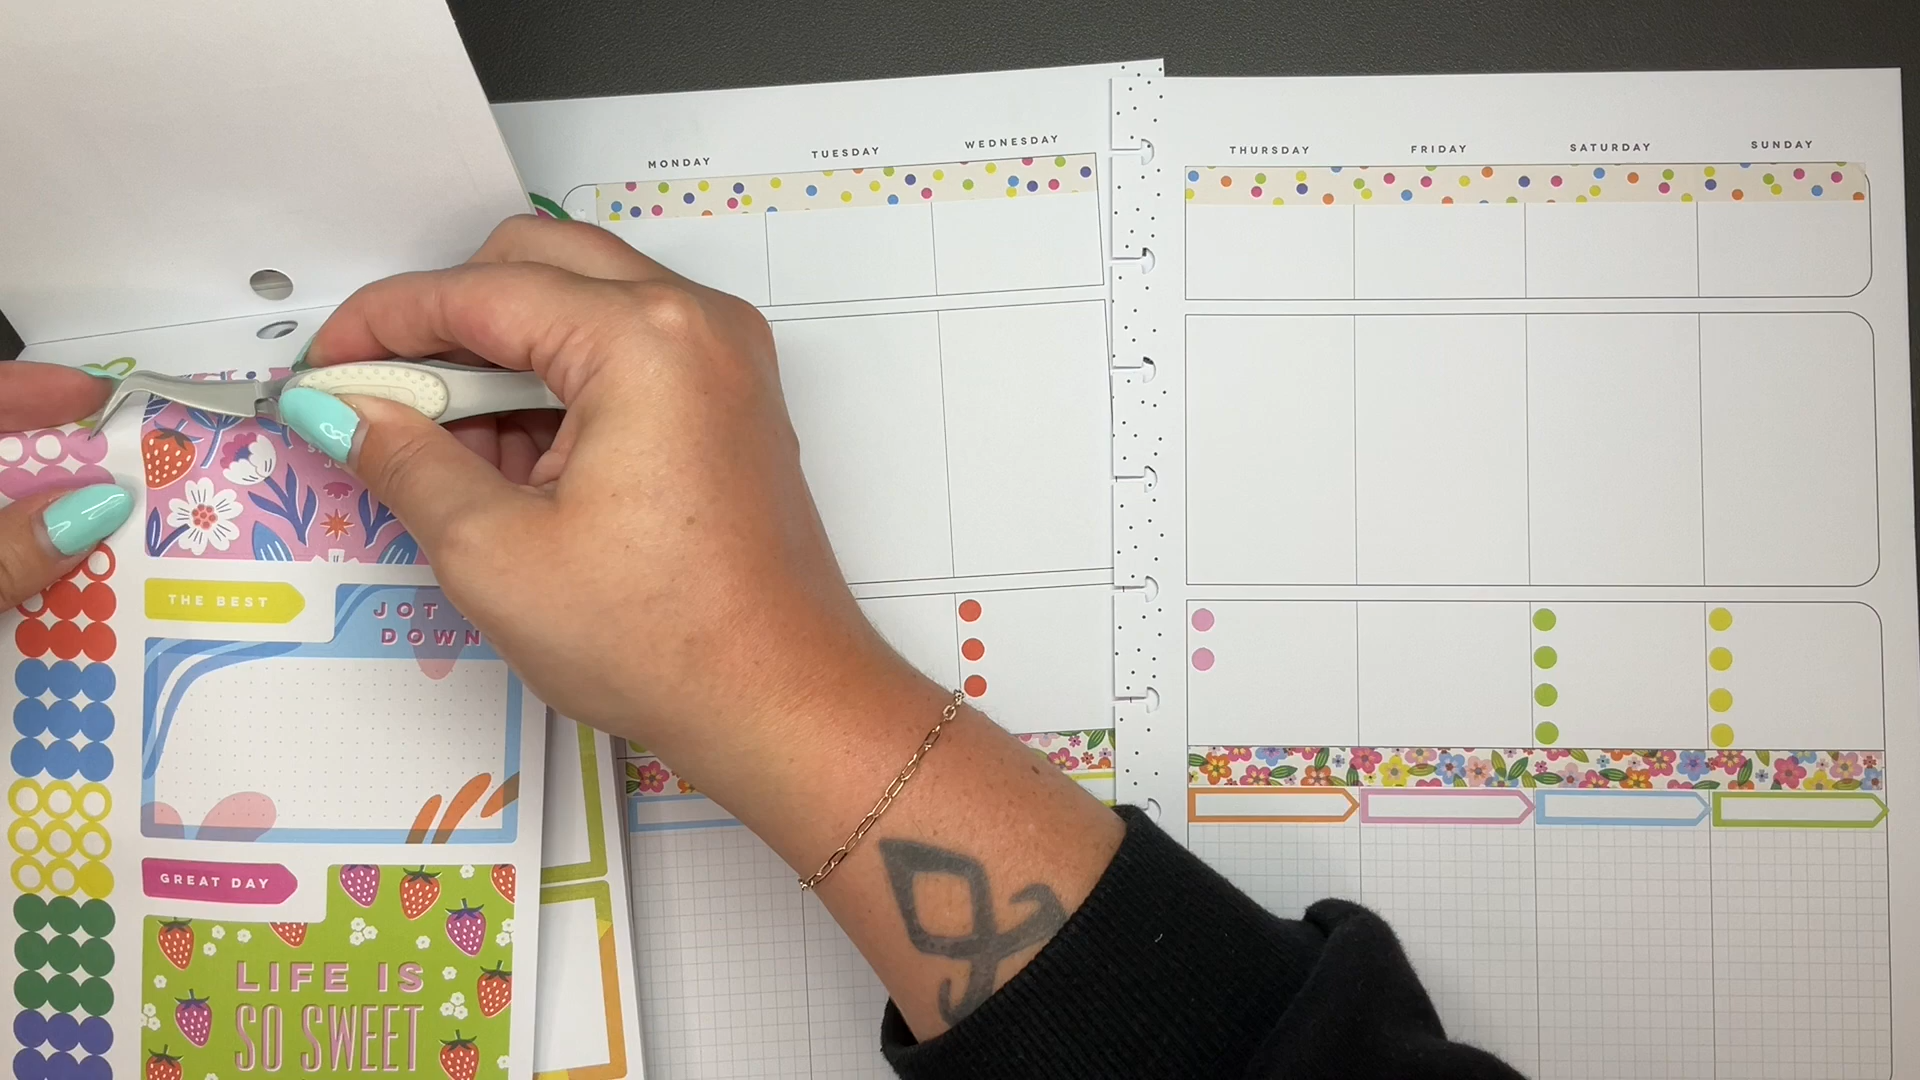 MONDAY
TUESDAY
WEDNESDAY
THURSDAY
FRIDAY
SATURDAY
SUNDAY
THE BEST
JOT
DOWN
GREAT DAY
LIFE IS
SO SWEET